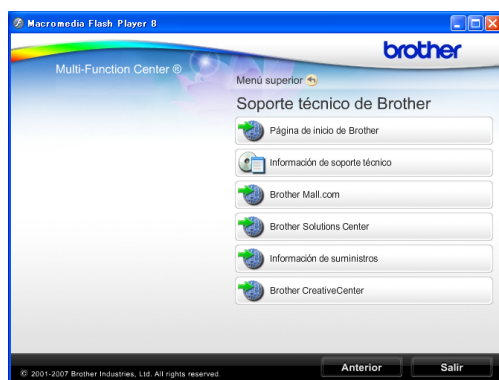 Macromedia Flash Player 8
brother
Multi-Function Center ®
Menú superior
Soporte técnico de Brother
Página de inicio de Brother
Información de soporte técnico
Brother Mall.com
Brother Solutions Center
Información de suministros
Brother CreativeCenter
© 2001-2007 Brother Industries, Ltd. All rights reserved.
Anterior
Salir